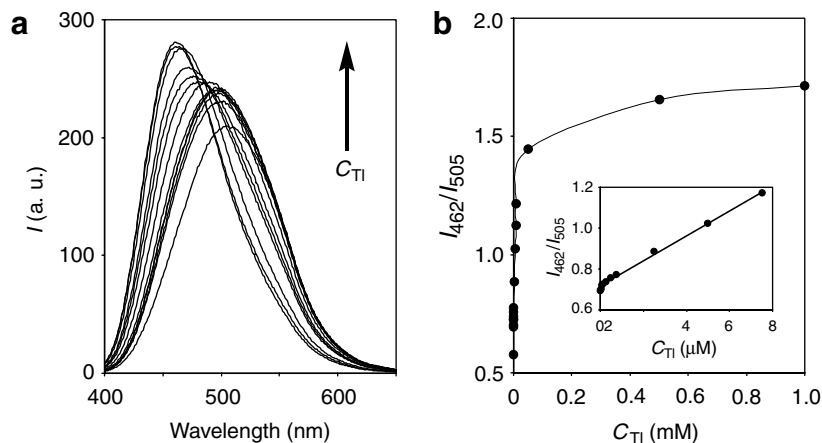 a
300
200
100
0
I (a. u.)
C_Tl
400
500
600
Wavelength (nm)
b
2.0
1.5
1.0
0.5
I_462/I_505
0
0.2
0.4
0.6
0.8
1.0
C_Tl (mM)
1.2
1.0
0.8
0.6
I_462/I_505
02
4
6
8
C_Tl (μM)